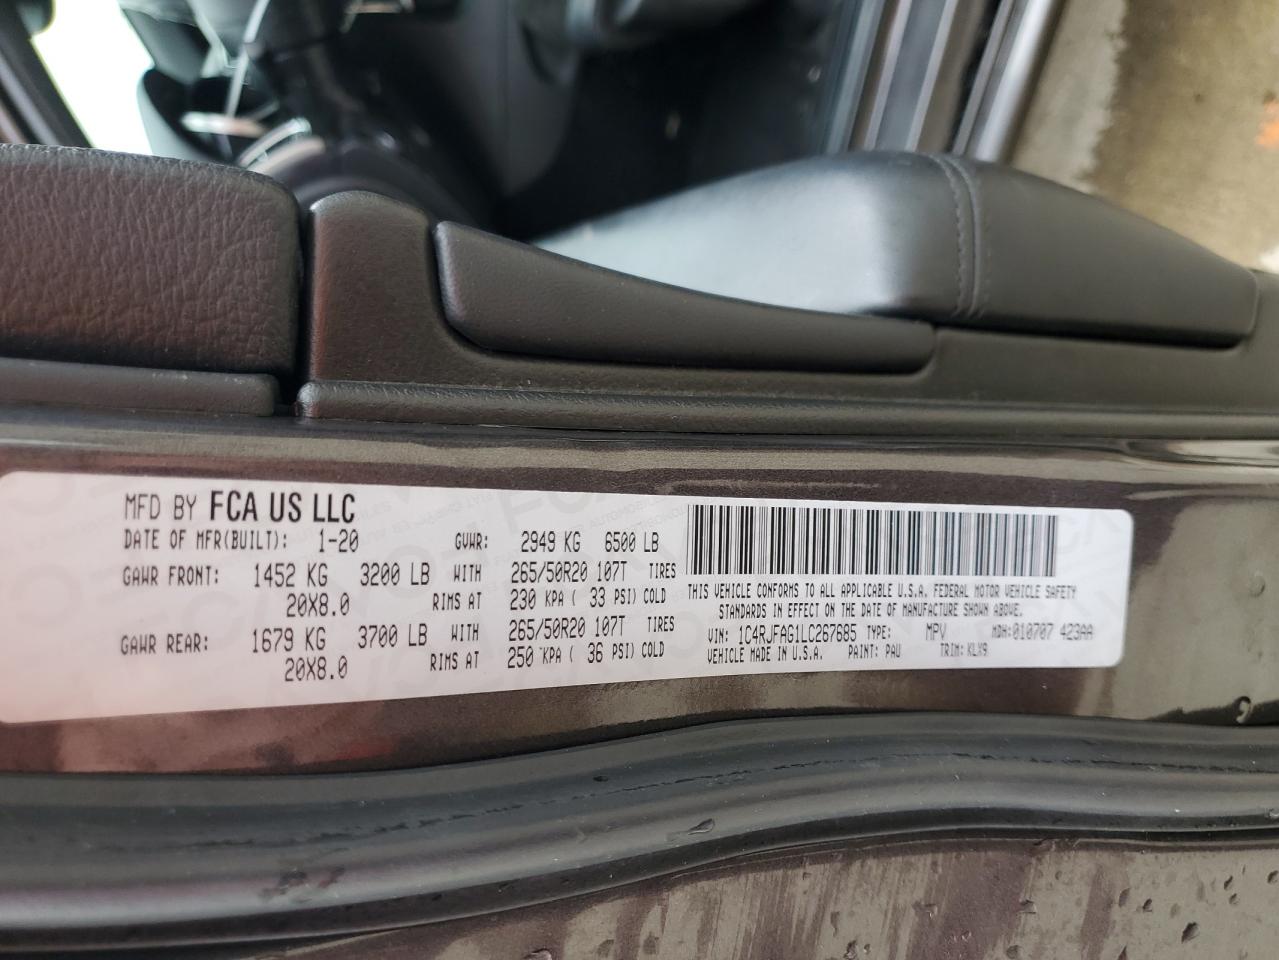 MFD BY FCA US LLC
DATE OF MFR(BUILT): 1-20 GVWR: 2949 KG 6500 LB
GAWR FRONT: 1452 KG 3200 LB WITH 265/50R20 107T TIRES
20X8.0 RIMS AT 230 KPA ( 33 PSI) COLD
GAWR REAR: 1679 KG 3700 LB WITH 265/50R20 107T TIRES
20X8.0 RIMS AT 250 KPA ( 36 PSI) COLD
THIS VEHICLE CONFORMS TO ALL APPLICABLE U.S.A. FEDERAL MOTOR VEHICLE SAFETY
STANDARDS IN EFFECT ON THE DATE OF MANUFACTURE SHOWN ABOVE.
VIN: 1C4RJFAG1LC267685 TYPE: MPV MDH:010707 423AA
VEHICLE MADE IN U.S.A. PAINT: PAU TRIM: KLX9